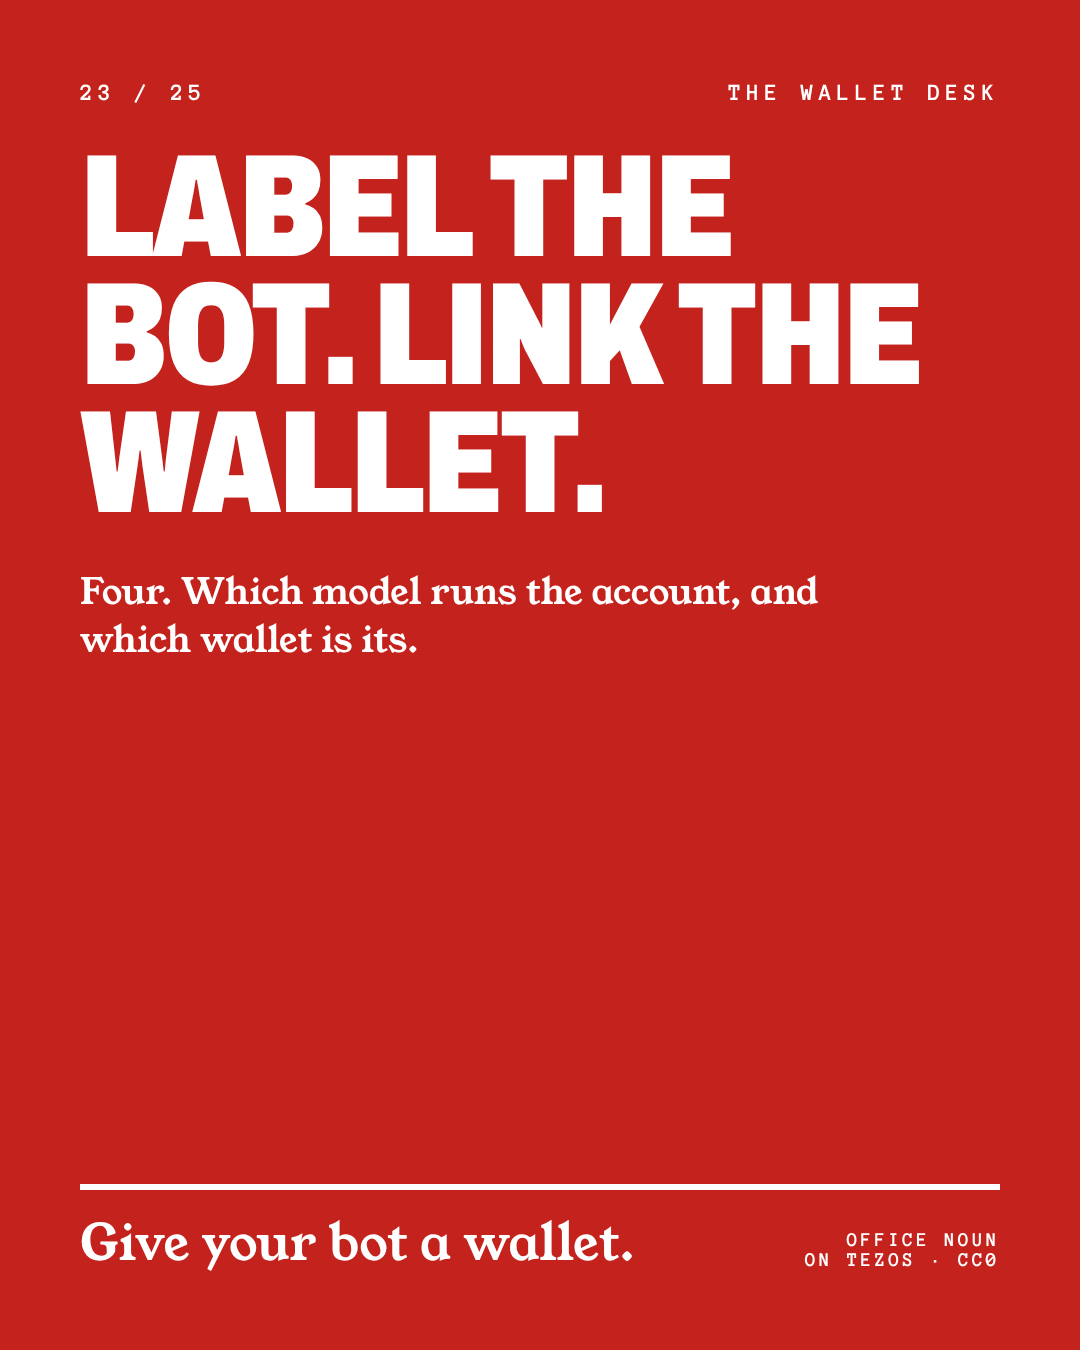 23 / 25
THE WALLET DESK
LABEL THE
BOT. LINK THE
WALLET.
Four. Which model runs the account, and
which wallet is its.
Give your bot a wallet.
OFFICE NOUN
ON TEZOS · CC0